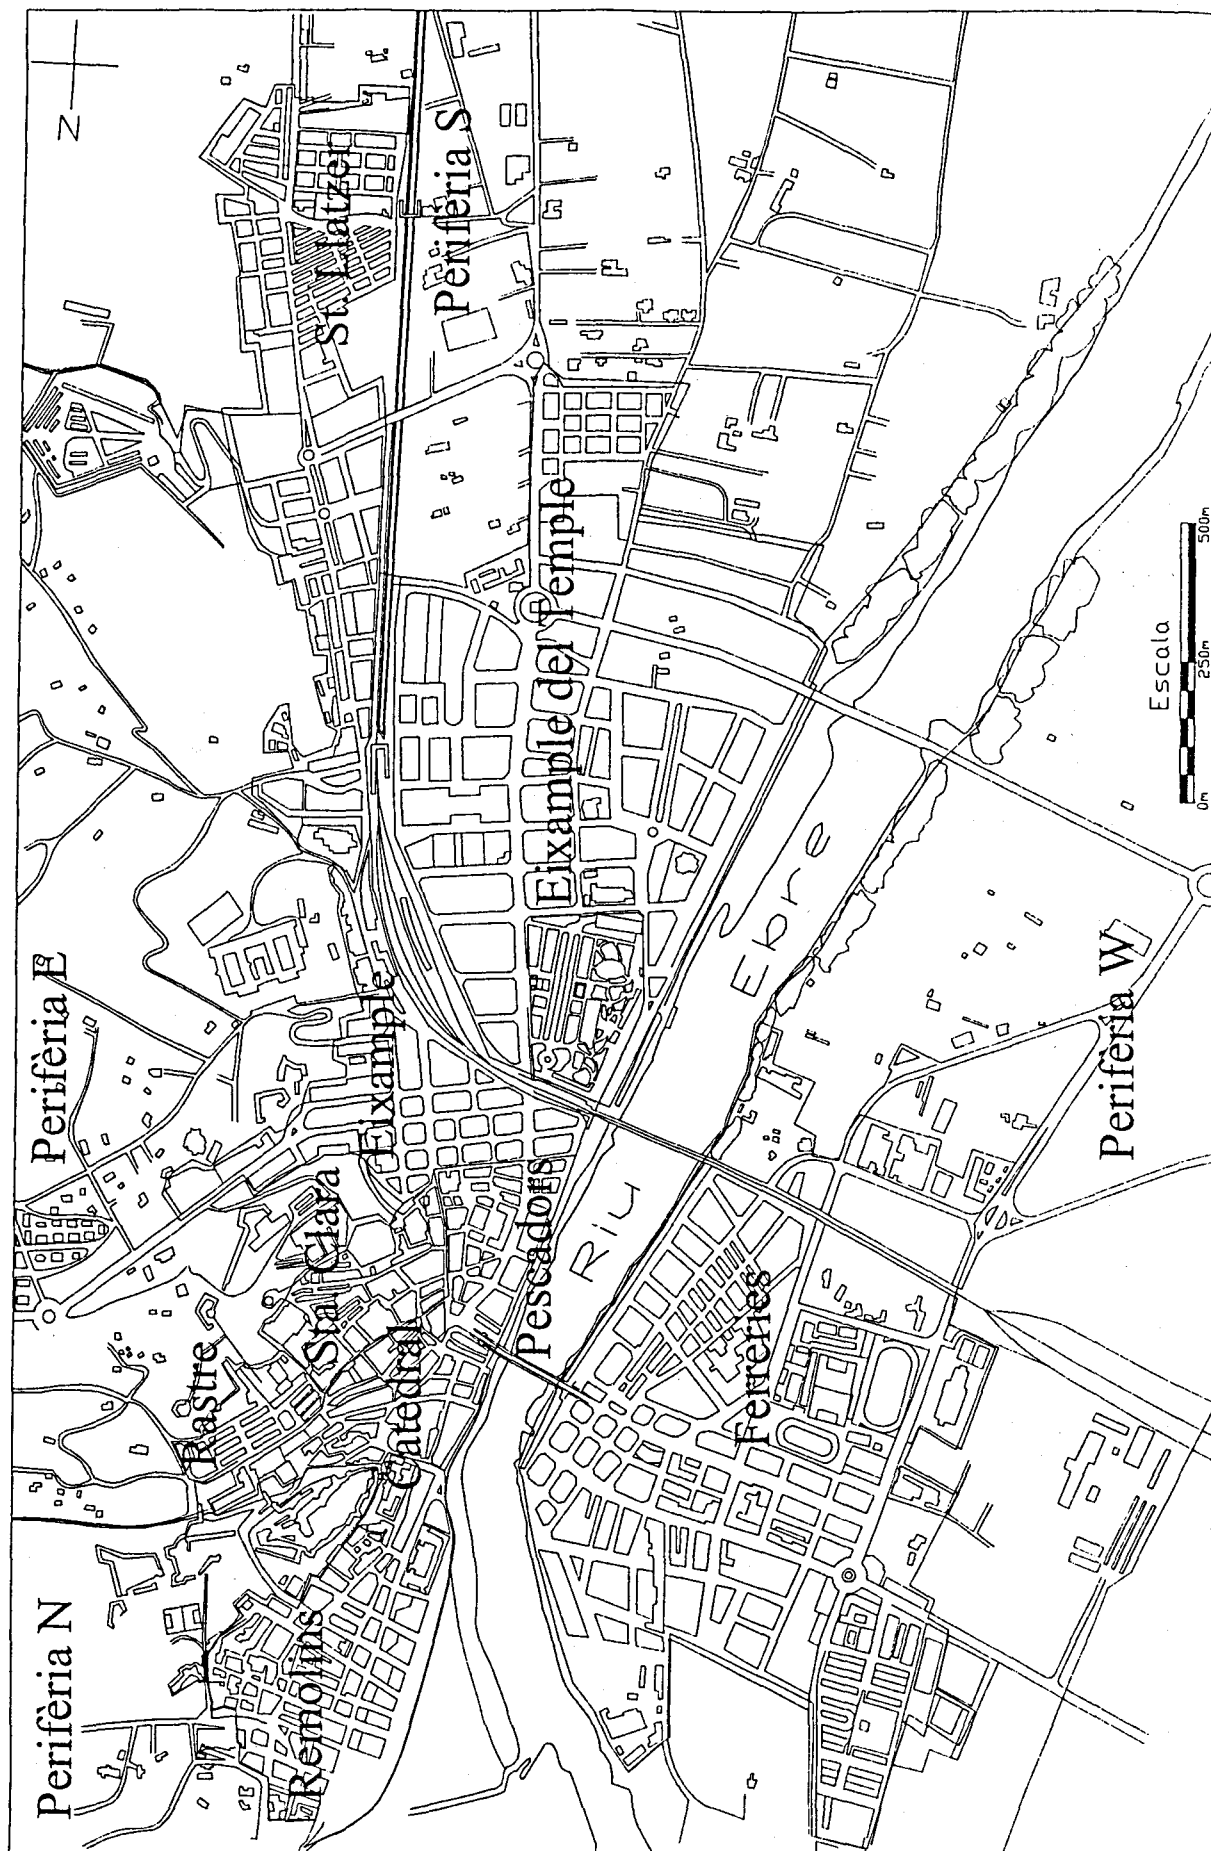 N
St. Llatzer
Perifèria S
Perifèria E
Eixample
Eixample del Temple
Sta. Clara
Rastre
Catedral
Pescadors
Riu Ebre
Perifèria N
Remolins
Ferreries
Perifèria W
Escala
0m 250m 500m